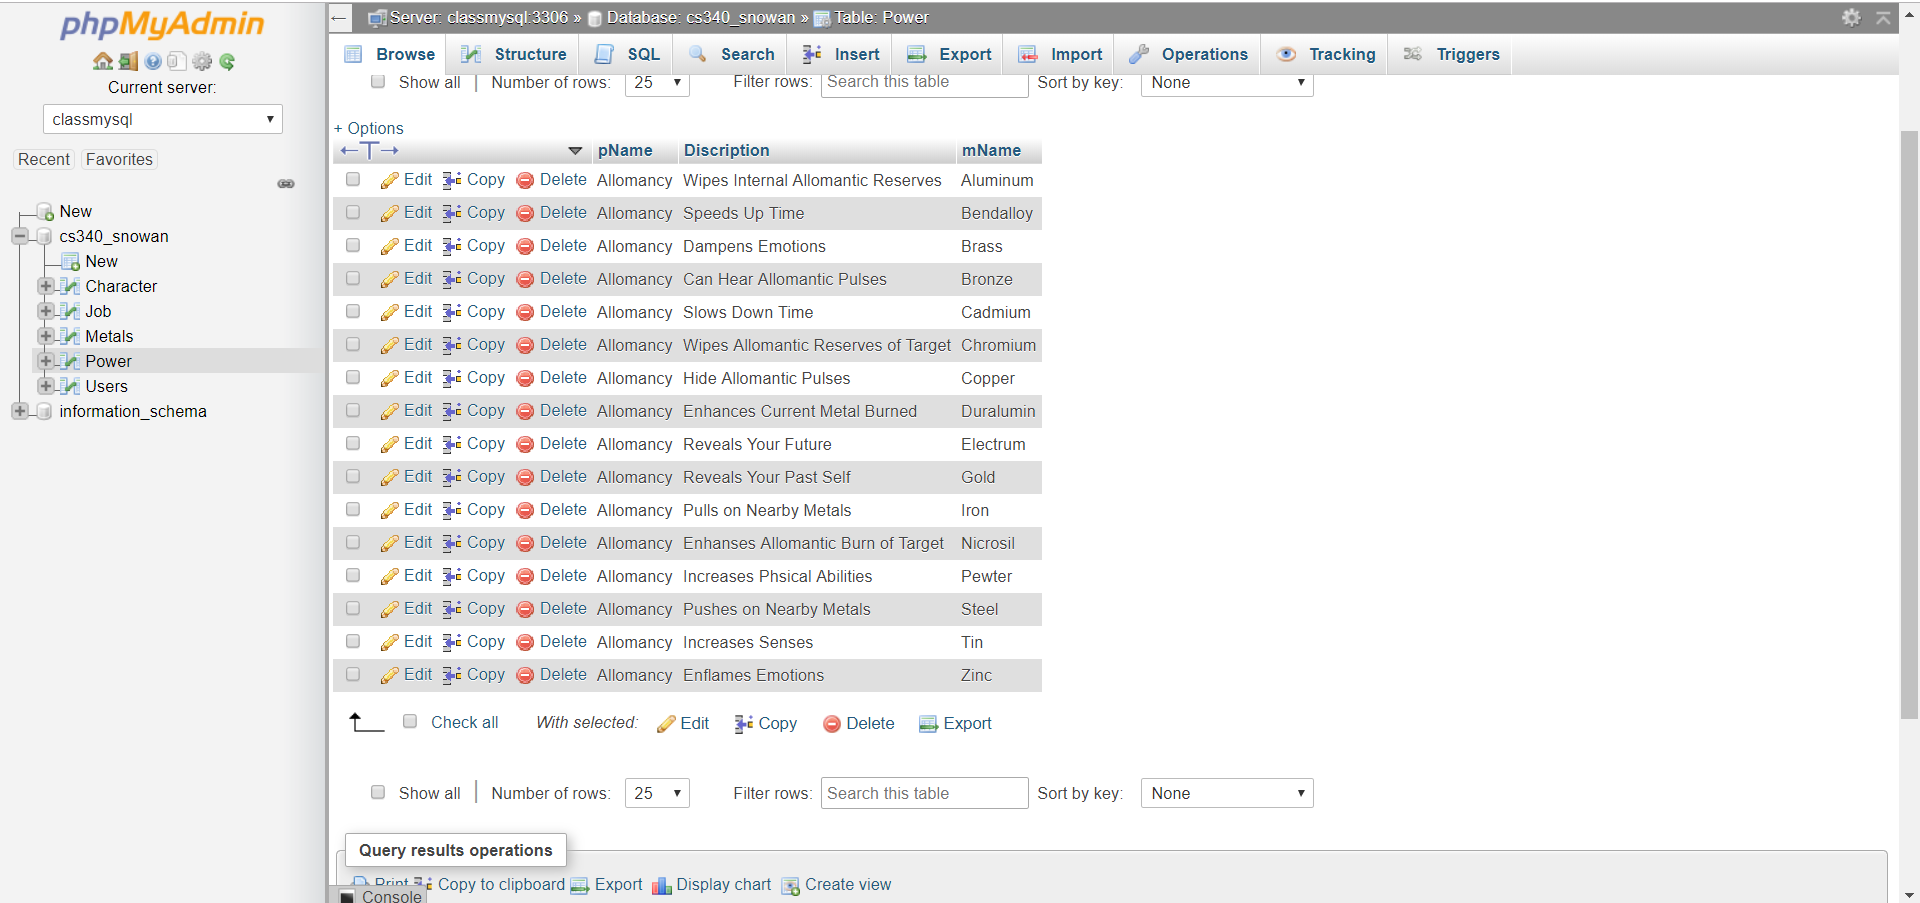 phpMyAdmin
Current server:
classmysql
Recent Favorites
New
cs340_snowan
New
Character
Job
Metals
Power
Users
information_schema
Server: classmysql:3306 » Database: cs340_snowan » Table: Power
Browse Structure SQL Search Insert Export Import Operations Tracking Triggers
Show all Number of rows: 25 Filter rows: Search this table Sort by key: None
+ Options
pName Discription mName
Edit Copy Delete Allomancy Wipes Internal Allomantic Reserves Aluminum
Edit Copy Delete Allomancy Speeds Up Time Bendalloy
Edit Copy Delete Allomancy Dampens Emotions Brass
Edit Copy Delete Allomancy Can Hear Allomantic Pulses Bronze
Edit Copy Delete Allomancy Slows Down Time Cadmium
Edit Copy Delete Allomancy Wipes Allomantic Reserves of Target Chromium
Edit Copy Delete Allomancy Hide Allomantic Pulses Copper
Edit Copy Delete Allomancy Enhances Current Metal Burned Duralumin
Edit Copy Delete Allomancy Reveals Your Future Electrum
Edit Copy Delete Allomancy Reveals Your Past Self Gold
Edit Copy Delete Allomancy Pulls on Nearby Metals Iron
Edit Copy Delete Allomancy Enhanses Allomantic Burn of Target Nicrosil
Edit Copy Delete Allomancy Increases Phsical Abilities Pewter
Edit Copy Delete Allomancy Pushes on Nearby Metals Steel
Edit Copy Delete Allomancy Increases Senses Tin
Edit Copy Delete Allomancy Enflames Emotions Zinc
Check all With selected: Edit Copy Delete Export
Show all Number of rows: 25 Filter rows: Search this table Sort by key: None
Query results operations
Print Copy to clipboard Export Display chart Create view
Console